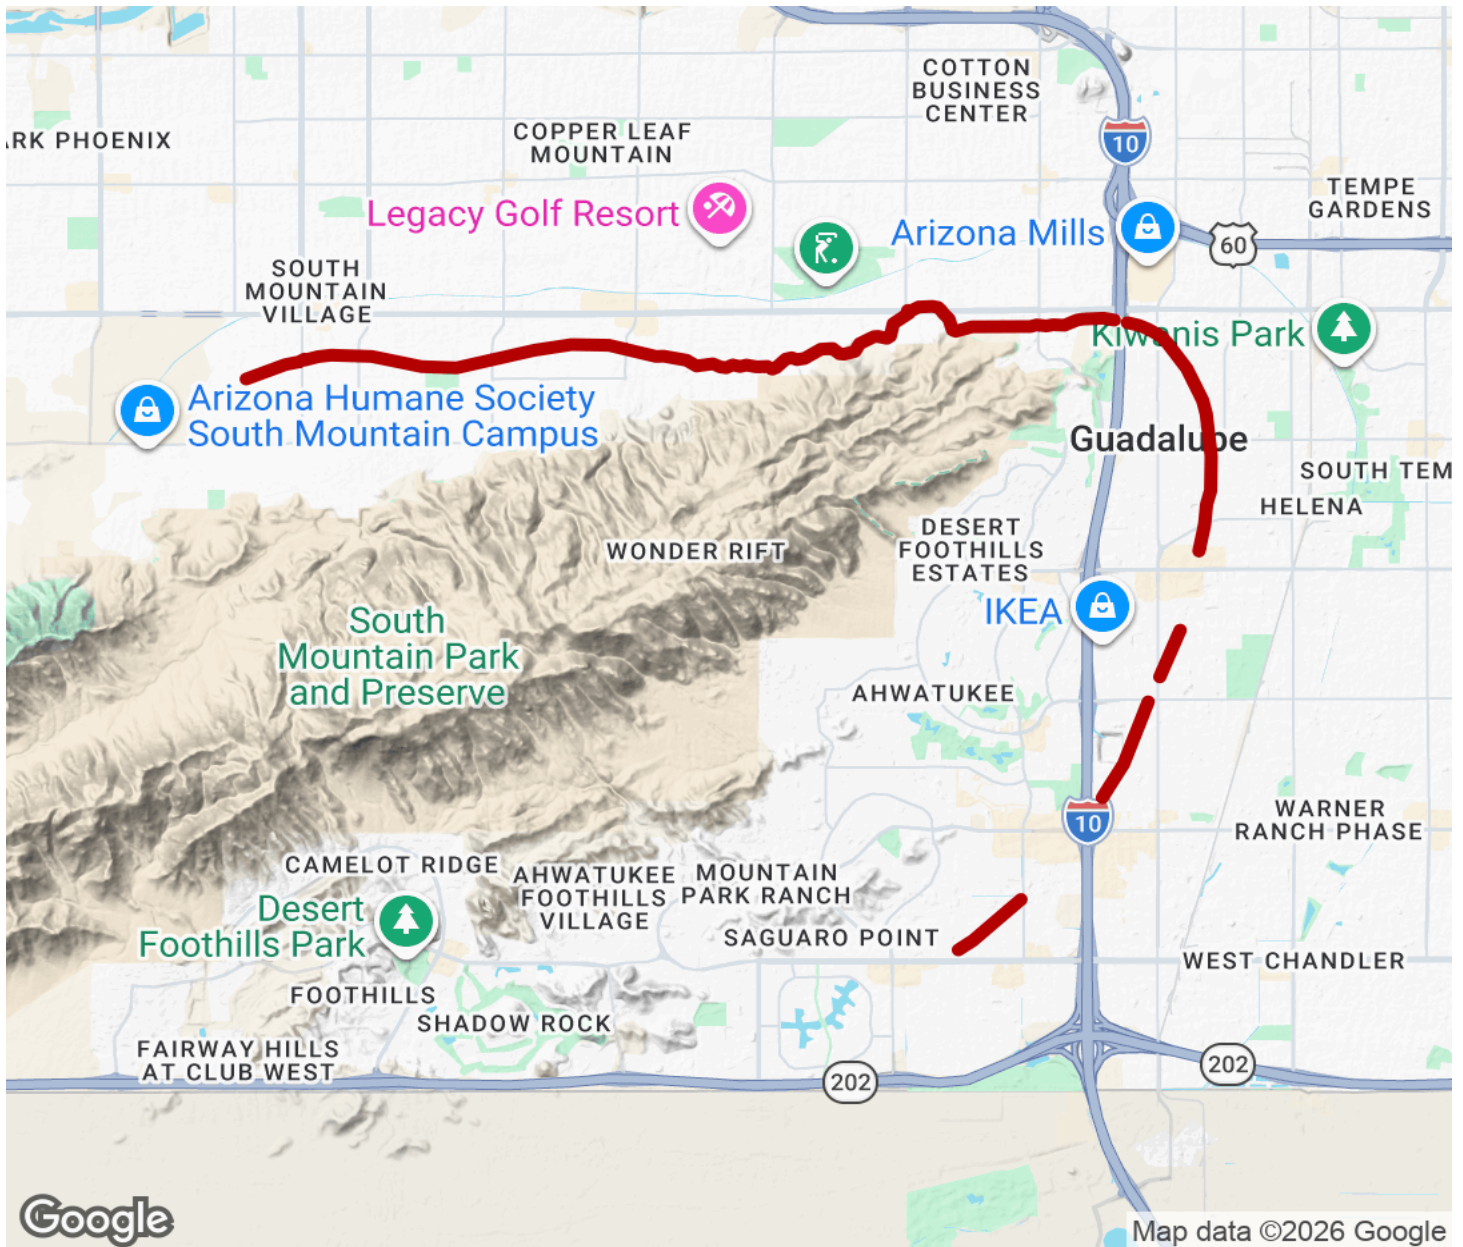 COTTON
BUSINESS
CENTER
ARK PHOENIX
COPPER LEAF
MOUNTAIN
10
TEMPE
GARDENS
Legacy Golf Resort
Arizona Mills
60
SOUTH
MOUNTAIN
VILLAGE
Kiwanis Park
Arizona Humane Society
South Mountain Campus
Guadalupe
SOUTH TEM
HELENA
DESERT
FOOTHILLS
ESTATES
WONDER RIFT
IKEA
South
Mountain Park
and Preserve
AHWATUKEE
10
WARNER
RANCH PHASE
CAMELOT RIDGE
AHWATUKEE
FOOTHILLS
VILLAGE
MOUNTAIN
PARK RANCH
Desert
Foothills Park
SAGUARO POINT
WEST CHANDLER
FOOTHILLS
SHADOW ROCK
FAIRWAY HILLS
AT CLUB WEST
202
202
Google
Map data ©2026 Google